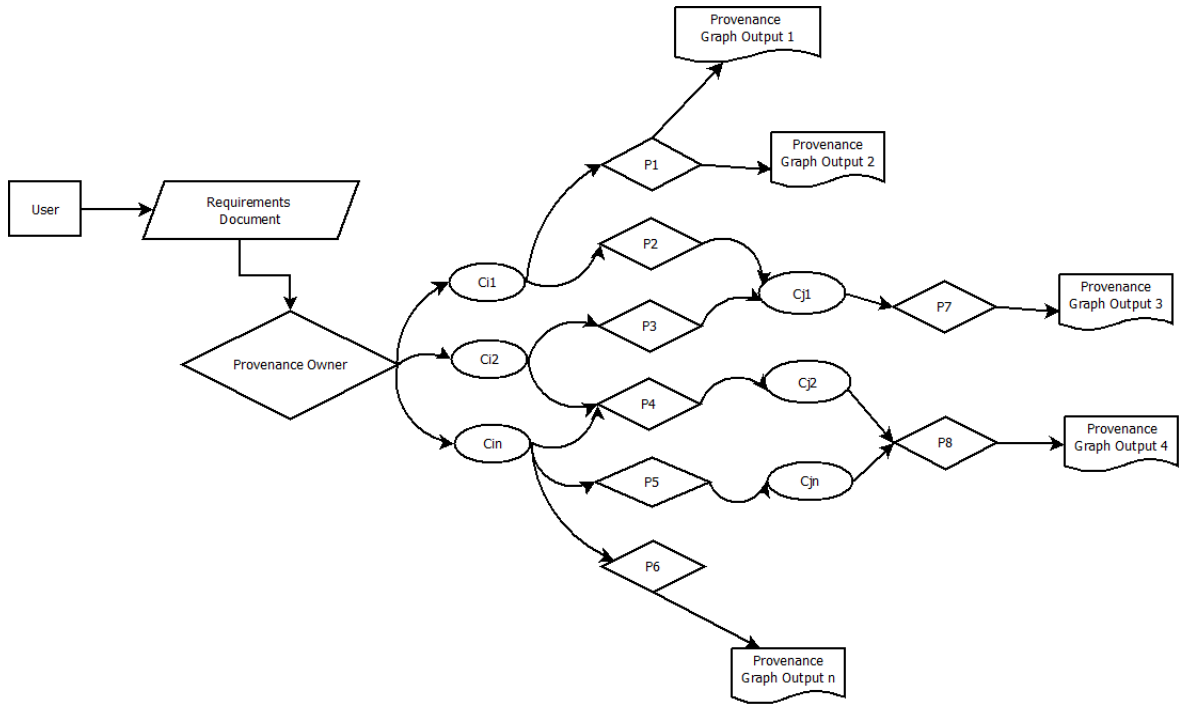 Provenance
Graph Output 1
P1
Provenance
Graph Output 2
User
Requirements
Document
P2
Ci1
Cj1
P7
Provenance
Graph Output 3
P3
Provenance Owner
Ci2
Cj2
P4
Cin
P8
Provenance
Graph Output 4
P5
Cjn
P6
Provenance
Graph Output n